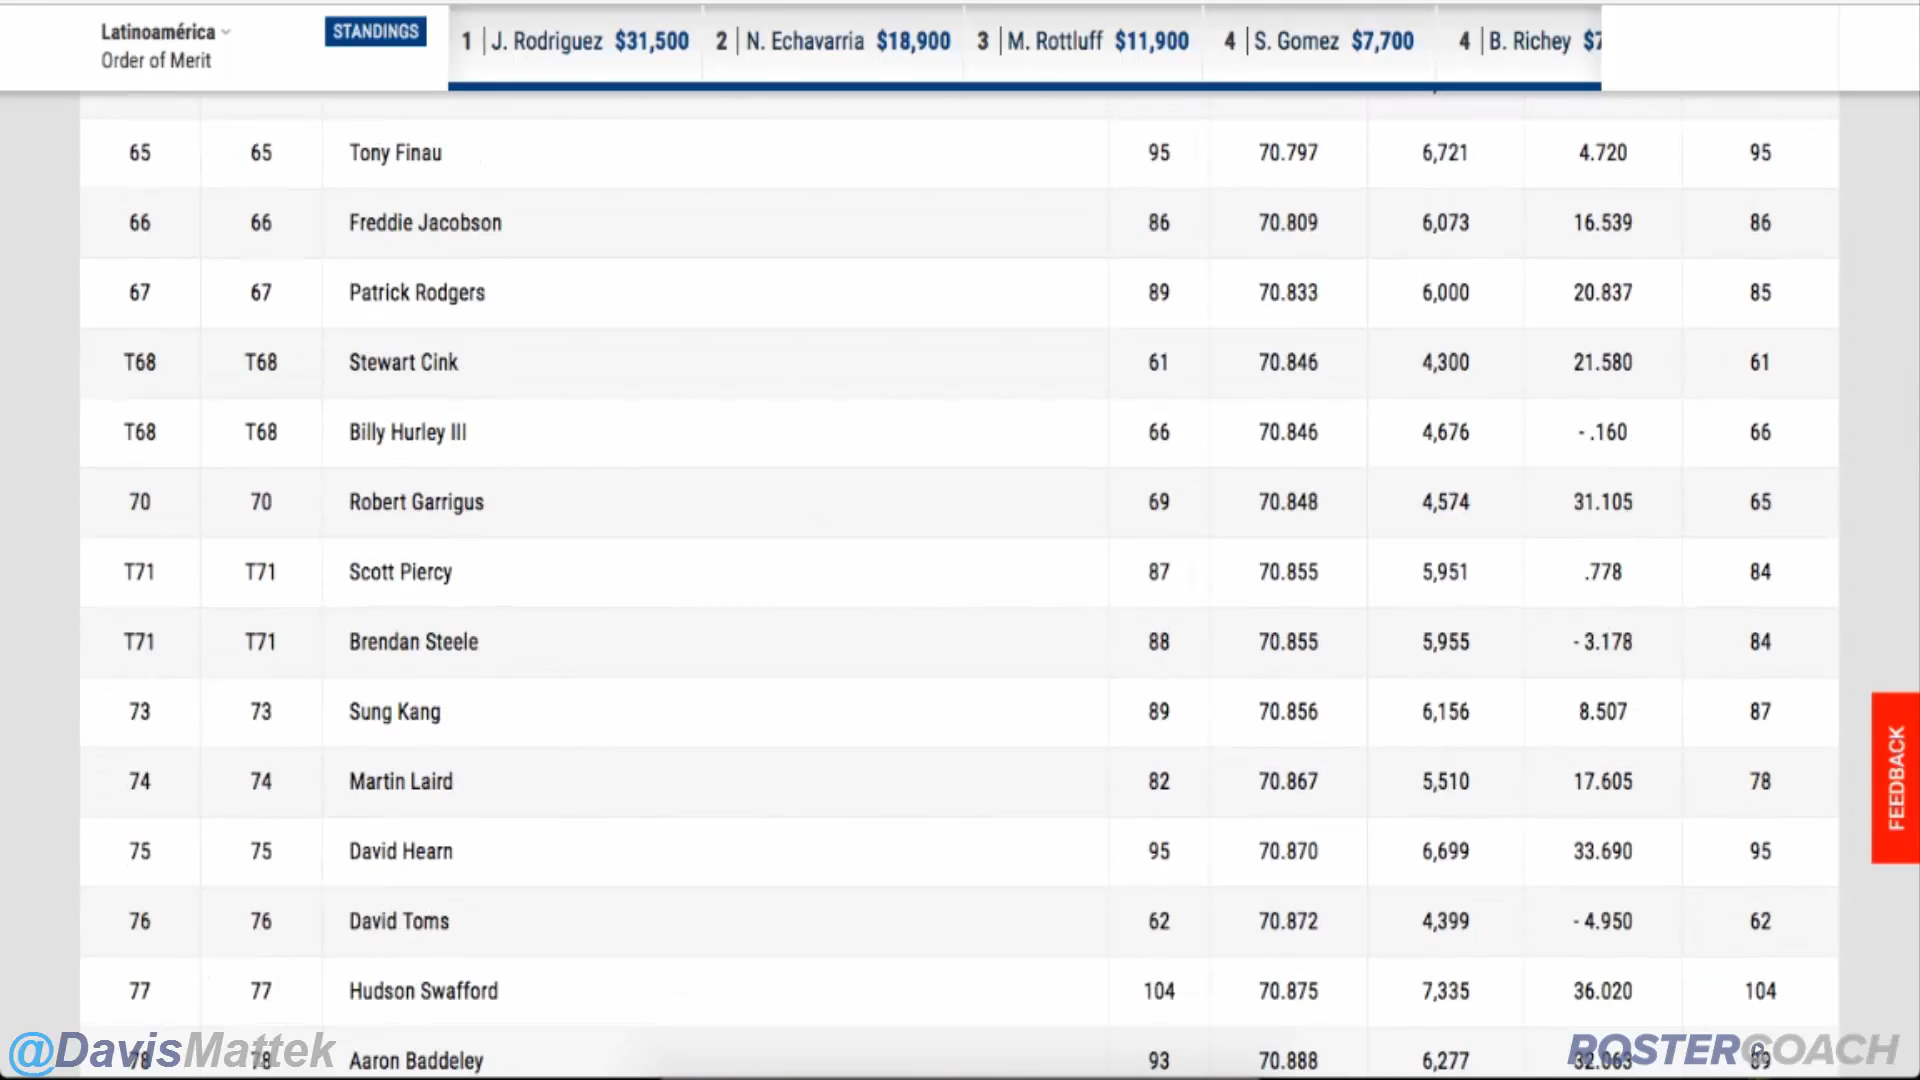 Latinoamérica
Order of Merit
STANDINGS
1 J. Rodriguez $31,500 2 N. Echavarria $18,900 3 M. Rottluff $11,900 4 S. Gomez $7,700 4 B. Richey
65 65 Tony Finau 95 70.797 6,721 4.720 95
66 66 Freddie Jacobson 86 70.809 6,073 16.539 86
67 67 Patrick Rodgers 89 70.833 6,000 20.837 85
T68 T68 Stewart Cink 61 70.846 4,300 21.580 61
T68 T68 Billy Hurley III 66 70.846 4,676 - .160 66
70 70 Robert Garrigus 69 70.848 4,574 31.105 65
T71 T71 Scott Piercy 87 70.855 5,951 .778 84
T71 T71 Brendan Steele 88 70.855 5,955 - 3.178 84
73 73 Sung Kang 89 70.856 6,156 8.507 87
74 74 Martin Laird 82 70.867 5,510 17.605 78
75 75 David Hearn 95 70.870 6,699 33.690 95
76 76 David Toms 62 70.872 4,399 - 4.950 62
77 77 Hudson Swafford 104 70.875 7,335 36.020 104
78 78 Aaron Baddeley 93 70.888 6,277 32.063 89
FEEDBACK
@DavisMattek
ROSTERCOACH